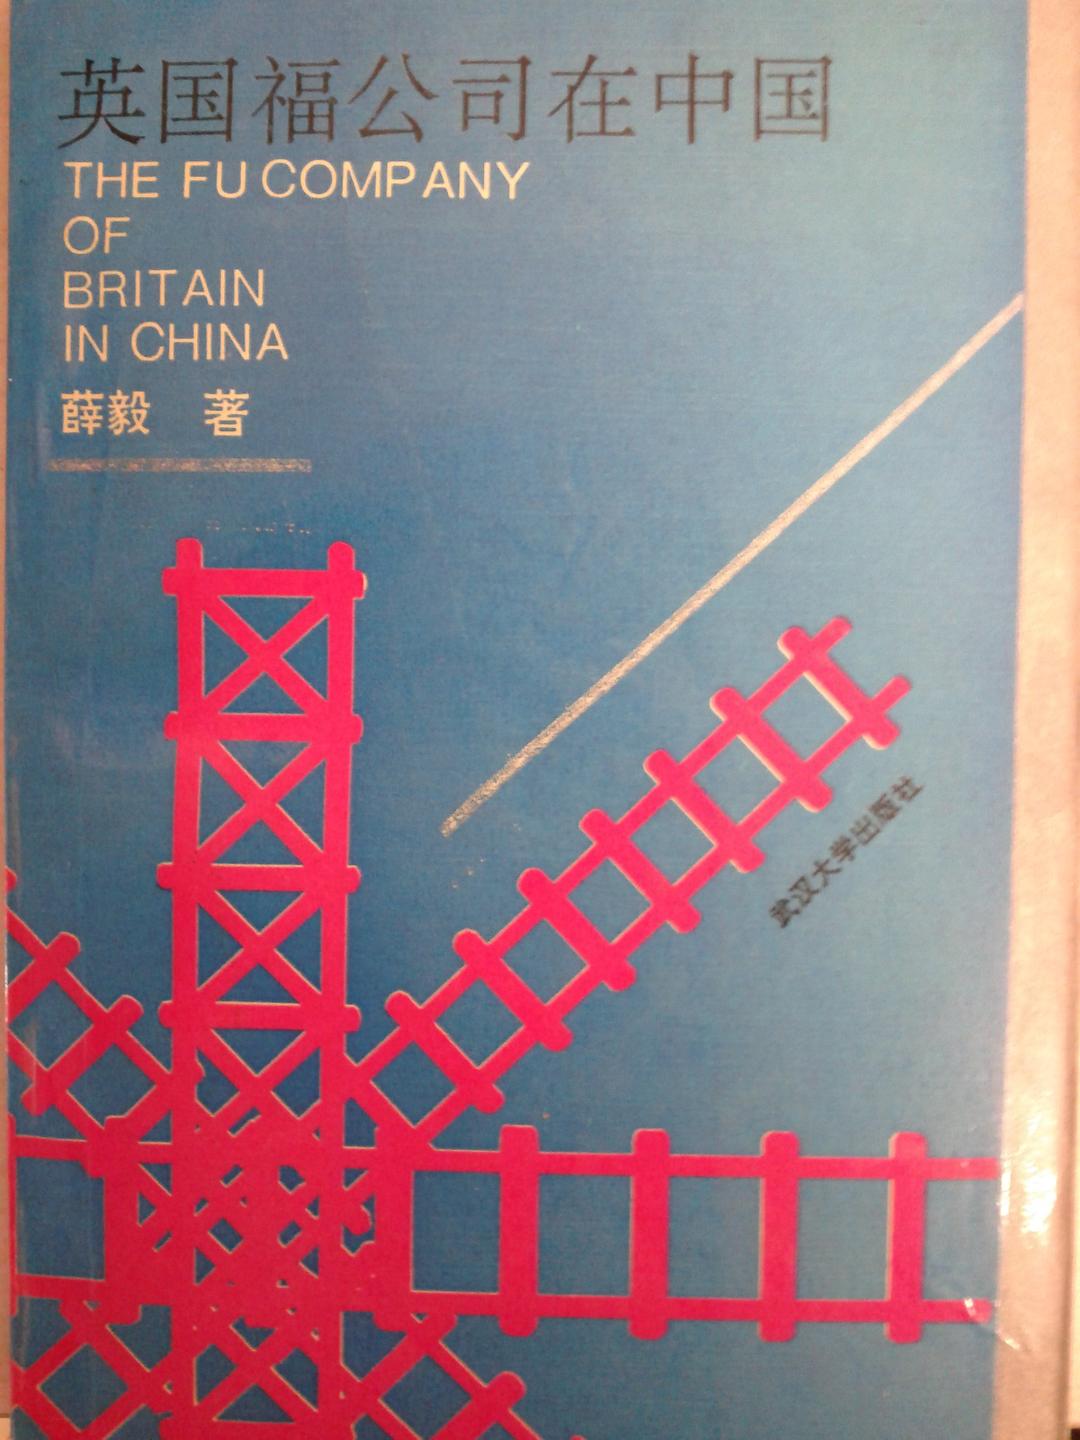 英国福公司在中国
THE FU COMPANY
OF
BRITAIN
IN CHINA
薛毅 著
武汉大学出版社